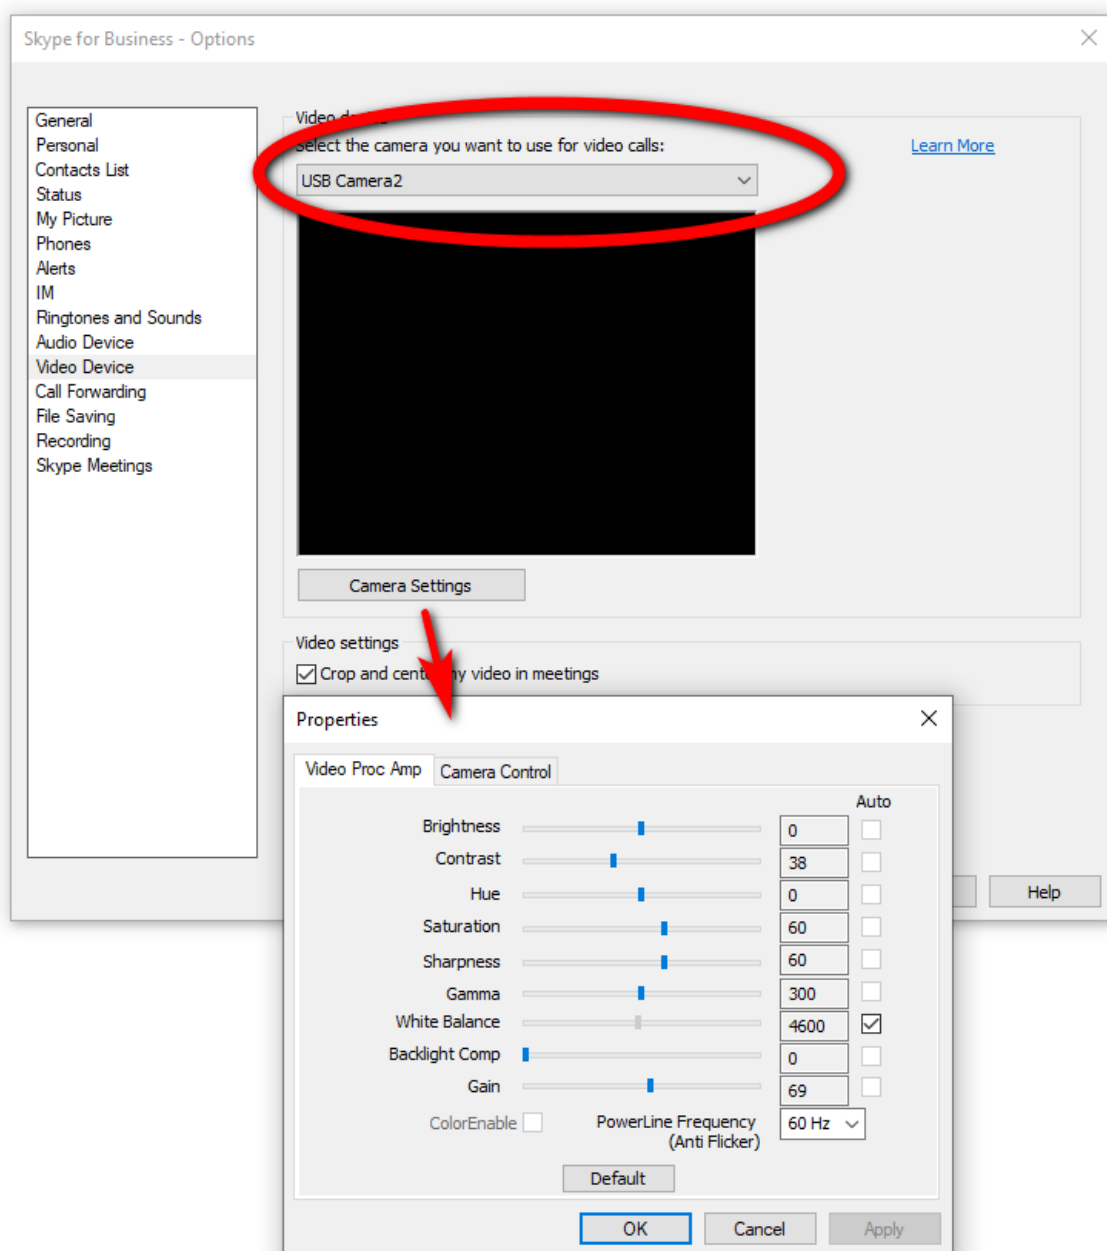 Skype for Business - Options
General
Personal
Contacts List
Status
My Picture
Phones
Alerts
IM
Ringtones and Sounds
Audio Device
Video Device
Call Forwarding
File Saving
Recording
Skype Meetings
Video
Select the camera you want to use for video calls:
Learn More
USB Camera2
Camera Settings
Video settings
Crop and my video in meetings
Help
Properties
Video Proc Amp
Camera Control
Auto
Brightness 0
Contrast 38
Hue 0
Saturation 60
Sharpness 60
Gamma 300
White Balance 4600
Backlight Comp 0
Gain 69
ColorEnable
PowerLine Frequency 60 Hz
(Anti Flicker)
Default
OK
Cancel
Apply